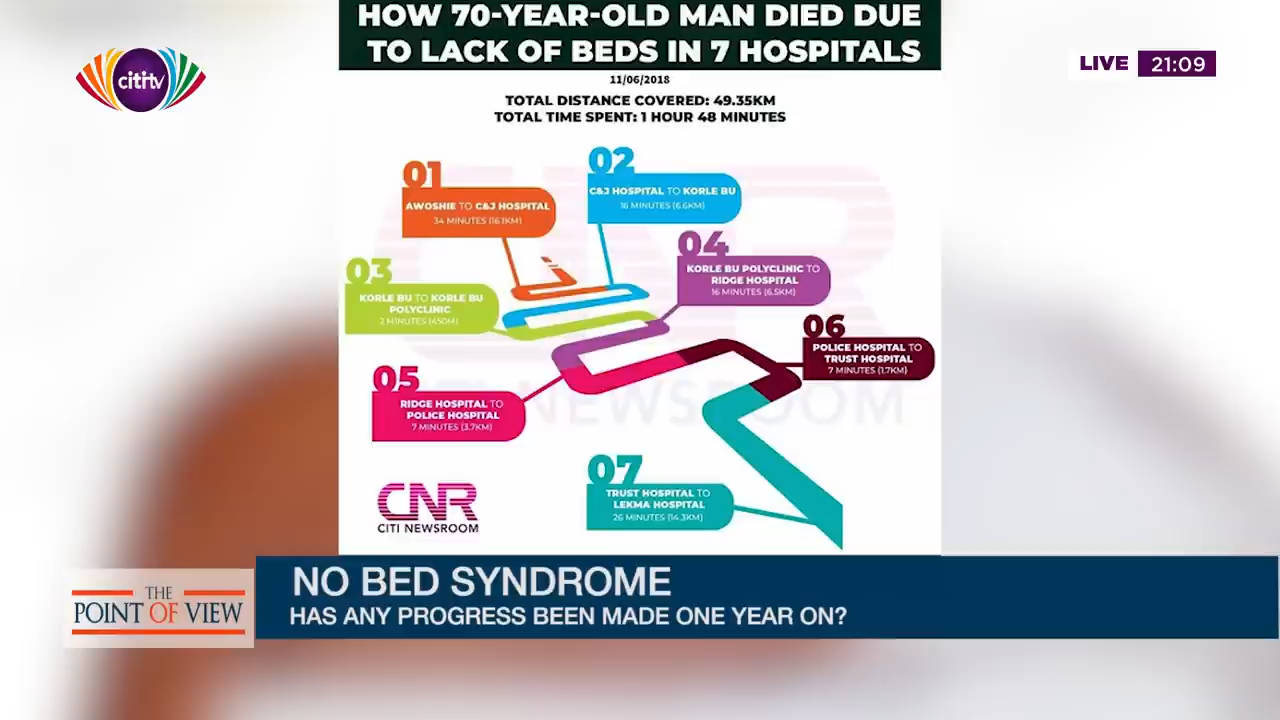 HOW 70-YEAR-OLD MAN DIED DUE
TO LACK OF BEDS IN 7 HOSPITALS
cititv
LIVE 21:09
11/06/2018
TOTAL DISTANCE COVERED: 49.35KM
TOTAL TIME SPENT: 1 HOUR 48 MINUTES
01
AWOSHIE TO C&J HOSPITAL
34 MINUTES (16.1KM)
02
C&J HOSPITAL TO KORLE BU
16 MINUTES (6.6KM)
03
KORLE BU TO KORLE BU
POLYCLINIC
2 MINUTES (450M)
04
KORLE BU POLYCLINIC TO
RIDGE HOSPITAL
16 MINUTES (6.5KM)
05
RIDGE HOSPITAL TO
POLICE HOSPITAL
7 MINUTES (3.7KM)
06
POLICE HOSPITAL TO
TRUST HOSPITAL
7 MINUTES (1.7KM)
07
TRUST HOSPITAL TO
LEKMA HOSPITAL
26 MINUTES (14.3KM)
CNR
CITI NEWSROOM
CNR
NEWSROOM
THE
POINT OF VIEW
NO BED SYNDROME
HAS ANY PROGRESS BEEN MADE ONE YEAR ON?